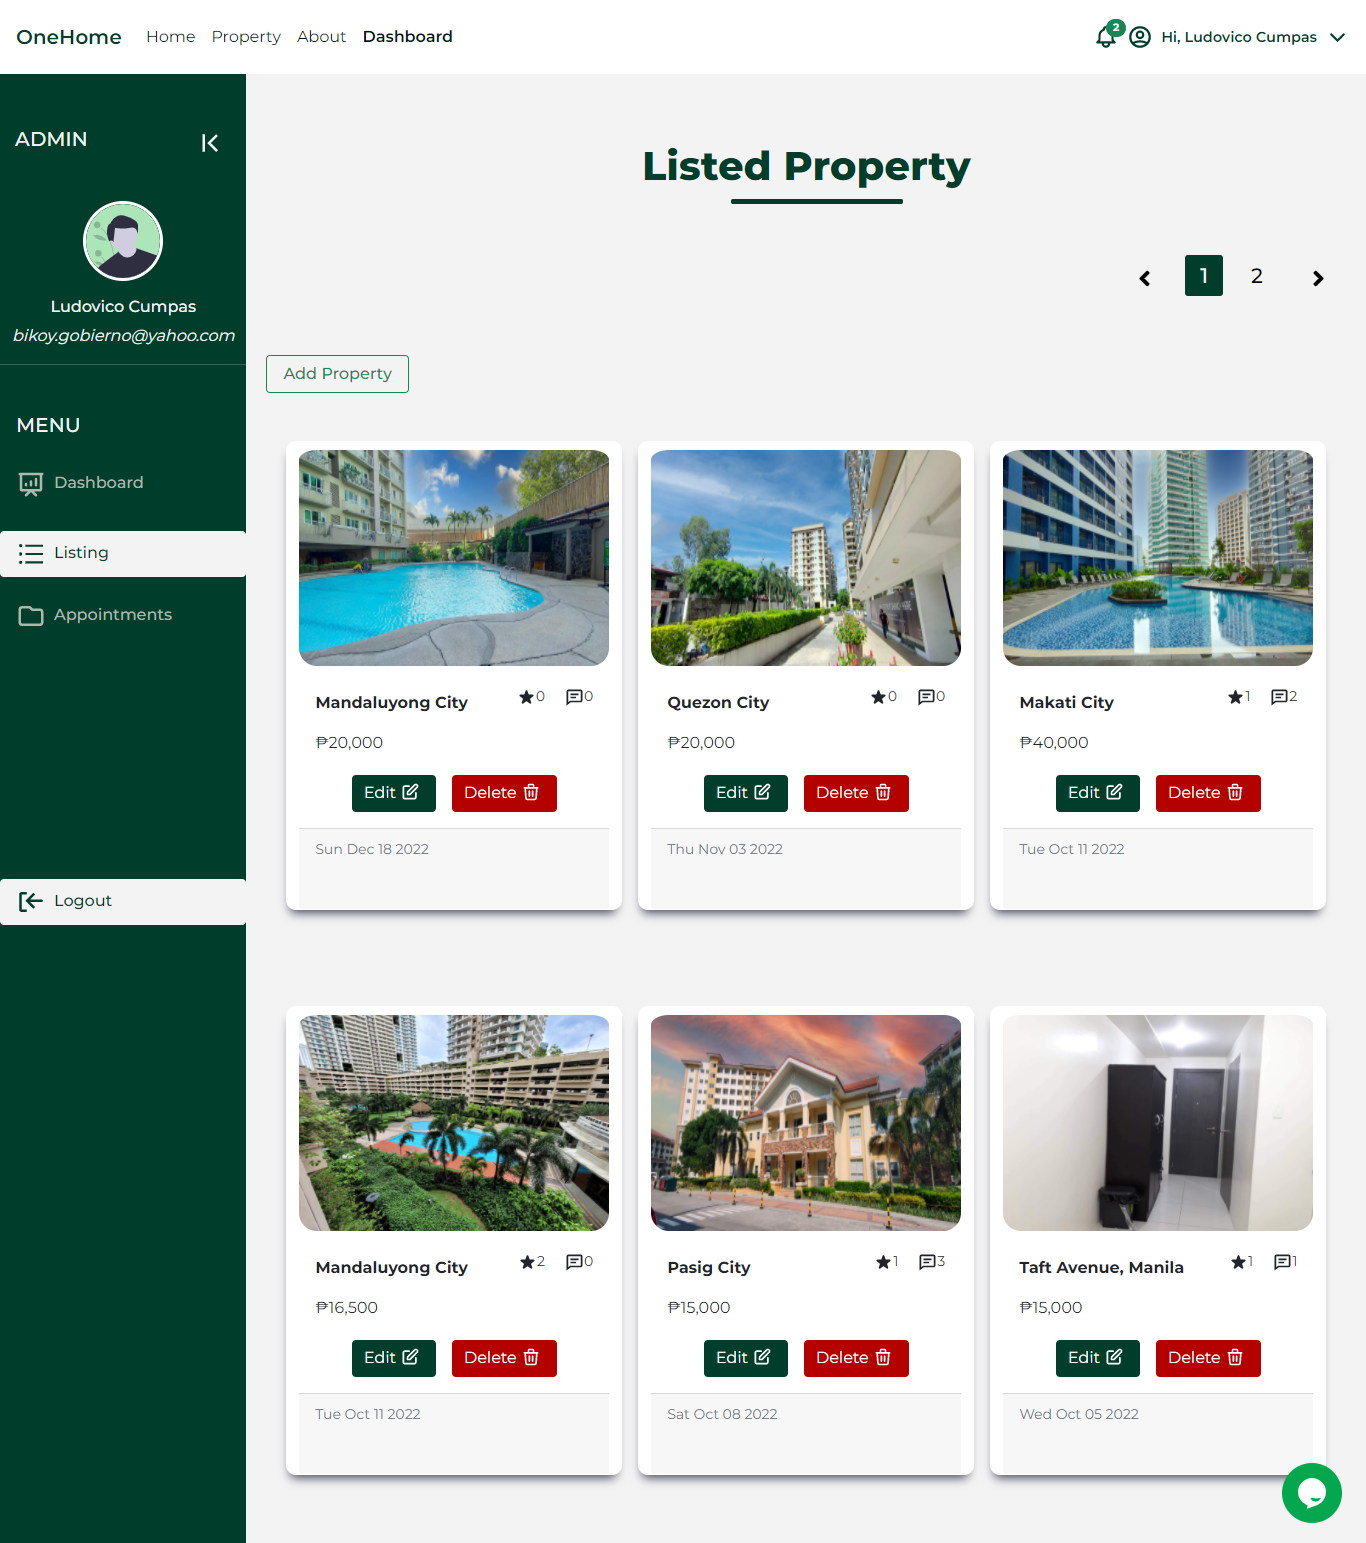 OneHome Home Property About Dashboard 2 Hi, Ludovico Cumpas
ADMIN
Ludovico Cumpas
bikoy.gobierno@yahoo.com
MENU
Dashboard
Listing
Appointments
Logout
Listed Property
1 2
Add Property
Mandaluyong City 0 0
₱20,000
Edit Delete
Sun Dec 18 2022
Quezon City 0 0
₱20,000
Edit Delete
Thu Nov 03 2022
Makati City 1 2
₱40,000
Edit Delete
Tue Oct 11 2022
Mandaluyong City 2 0
₱16,500
Edit Delete
Tue Oct 11 2022
Pasig City 1 3
₱15,000
Edit Delete
Sat Oct 08 2022
Taft Avenue, Manila 1 1
₱15,000
Edit Delete
Wed Oct 05 2022